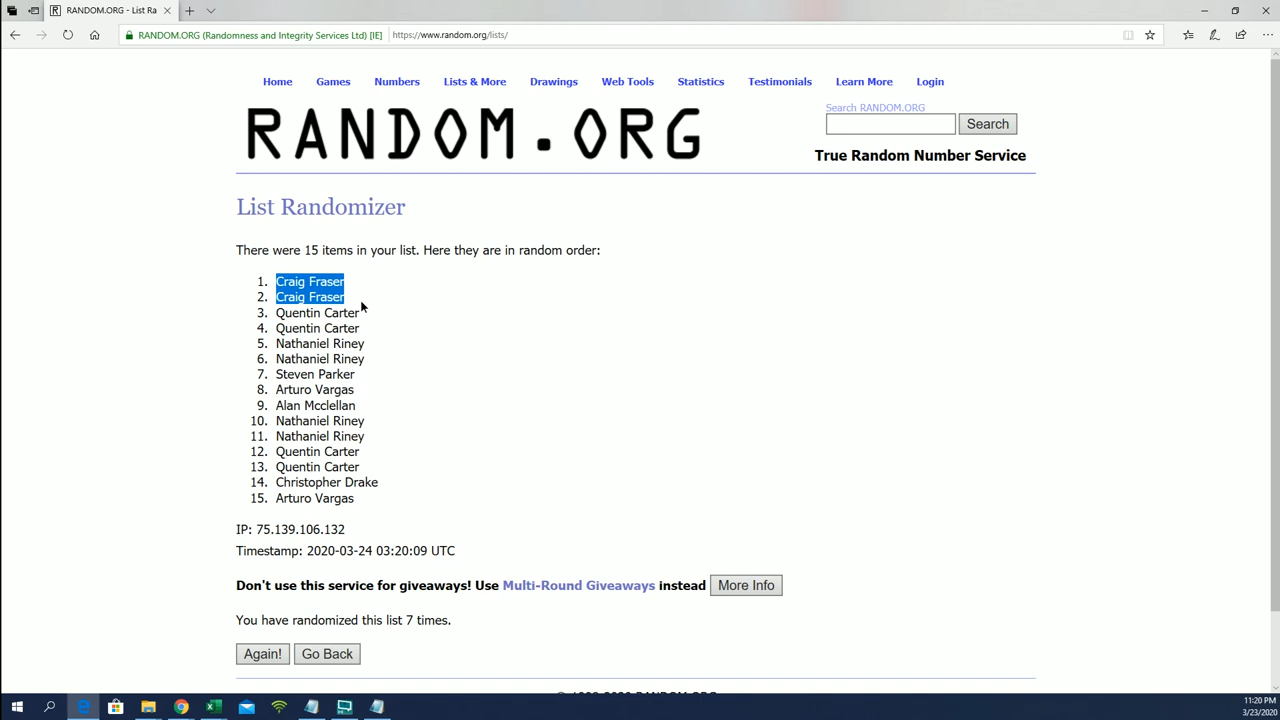 RANDOM.ORG - List Ra
RANDOM.ORG (Randomness and Integrity Services Ltd) [IE]
https://www.random.org/lists/
Home Games Numbers Lists & More Drawings Web Tools Statistics Testimonials Learn More Login
RANDOM.ORG
Search RANDOM.ORG
Search
True Random Number Service
List Randomizer
There were 15 items in your list. Here they are in random order:
1. Craig Fraser
2. Craig Fraser
3. Quentin Carter
4. Quentin Carter
5. Nathaniel Riney
6. Nathaniel Riney
7. Steven Parker
8. Arturo Vargas
9. Alan Mcclellan
10. Nathaniel Riney
11. Nathaniel Riney
12. Quentin Carter
13. Quentin Carter
14. Christopher Drake
15. Arturo Vargas
IP: 75.139.106.132
Timestamp: 2020-03-24 03:20:09 UTC
Don't use this service for giveaways! Use Multi-Round Giveaways instead More Info
You have randomized this list 7 times.
Again! Go Back
11:20 PM
3/23/2020